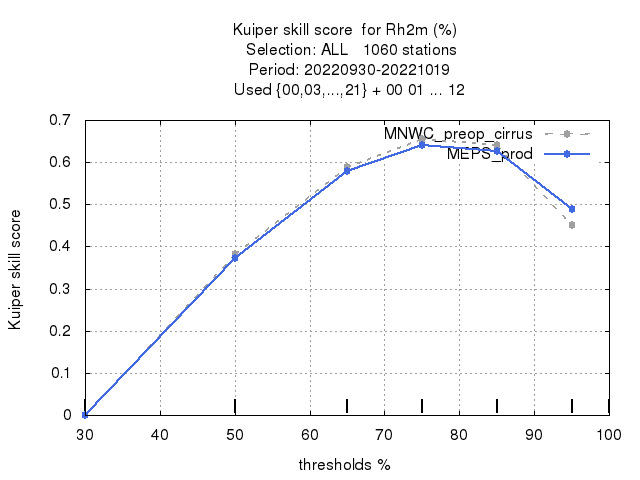 Kuiper skill score  for Rh2m (%)
Selection: ALL   1060 stations
Period: 20220930-20221019
Used {00,03,...,21} + 00 01 ... 12
MNWC_preop_cirrus
MEPS_prod
Kuiper skill score
0.7
0.6
0.5
0.4
0.3
0.2
0.1
0
30 40 50 60 70 80 90 100
thresholds %